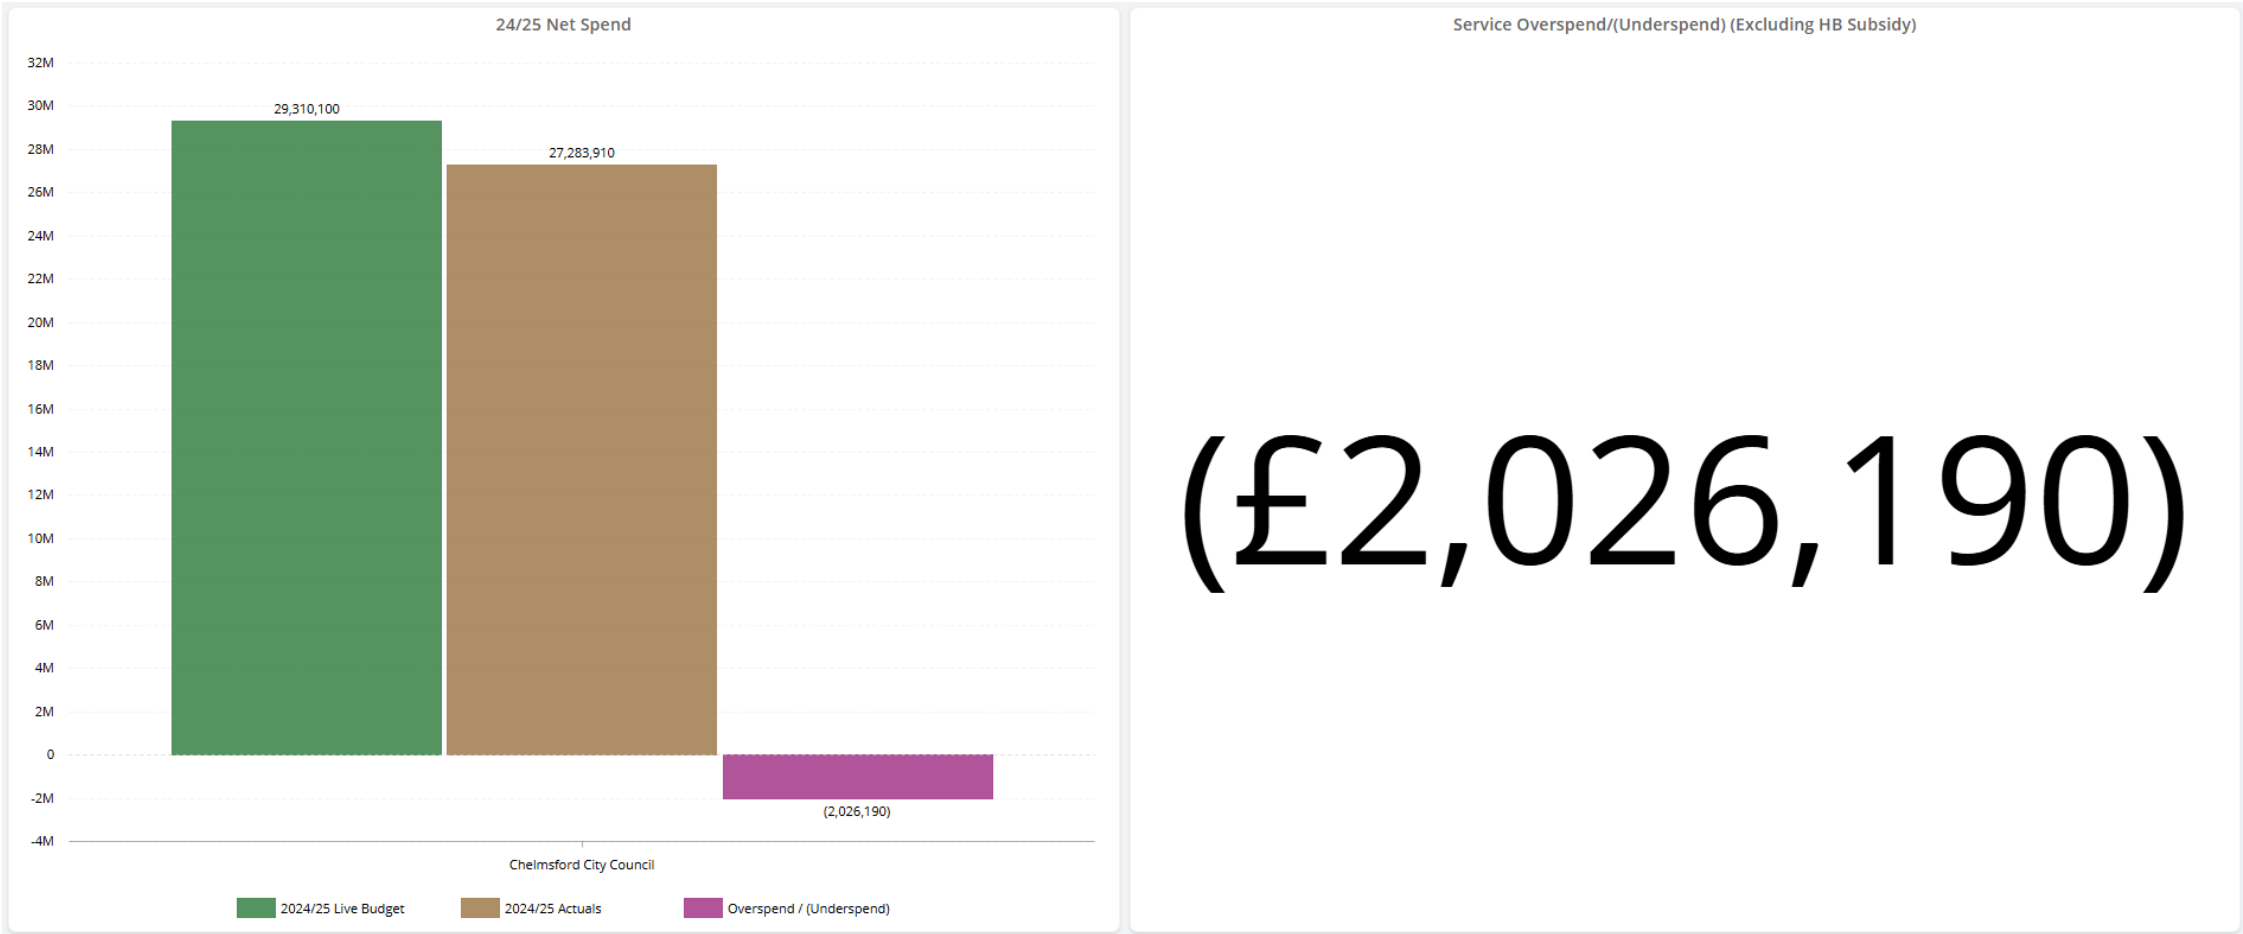 24/25 Net Spend
32M
30M
28M
26M
24M
22M
20M
18M
16M
14M
12M
10M
8M
6M
4M
2M
0
-2M
-4M
29,310,100
27,283,910
(2,026,190)
Chelmsford City Council
2024/25 Live Budget
2024/25 Actuals
Overspend / (Underspend)
Service Overspend/(Underspend) (Excluding HB Subsidy)
(£2,026,190)